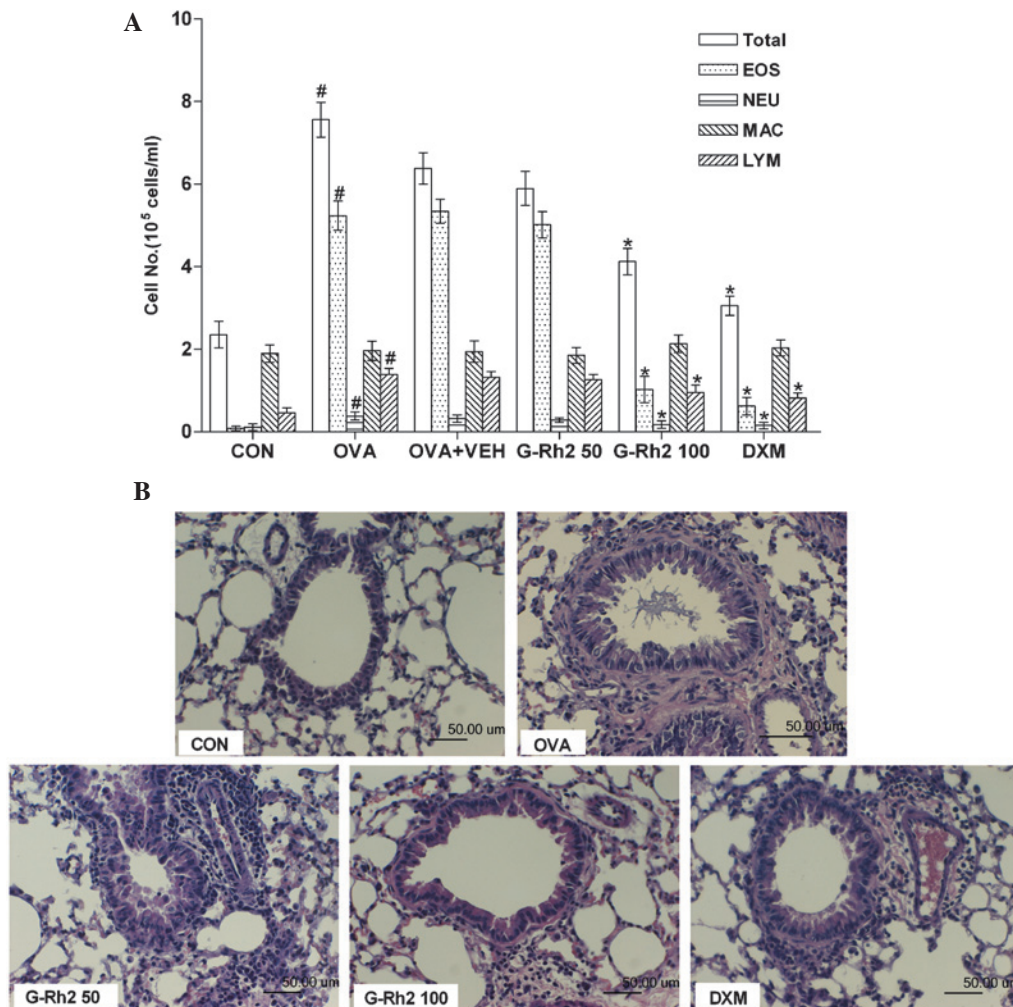 A
10
8
6
4
2
0
Cell No.(10⁵ cells/ml)
Total
EOS
NEU
MAC
LYM
#
#
#
#
*
*
*
*
*
*
*
*
CON
OVA
OVA+VEH
G-Rh2 50
G-Rh2 100
DXM
B
50.00 um
CON
50.00 um
OVA
50.00 um
G-Rh2 50
50.00 um
G-Rh2 100
50.00 um
DXM